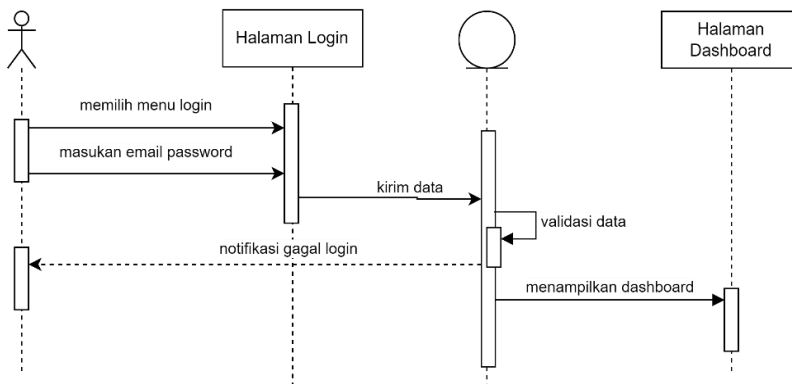 Halaman Login
Halaman
Dashboard
memilih menu login
masukan email password
kirim data
validasi data
notifikasi gagal login
menampilkan dashboard